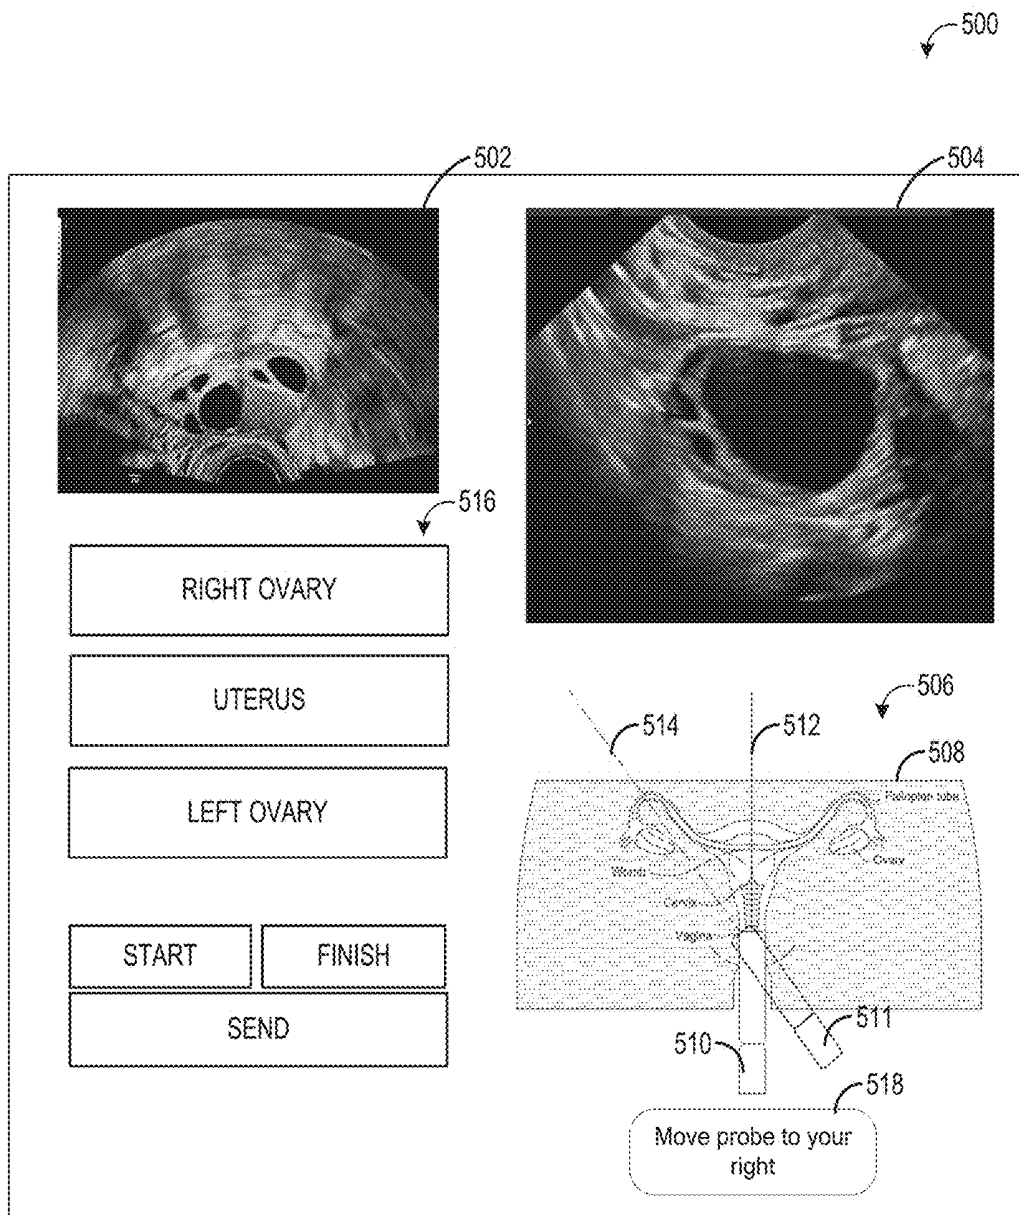 500
502
504
516
RIGHT OVARY
UTERUS
LEFT OVARY
START
FINISH
SEND
506
514
512
508
Fallopian tube
Womb
Ovary
Cervix
Vagina
510
511
518
Move probe to your
right